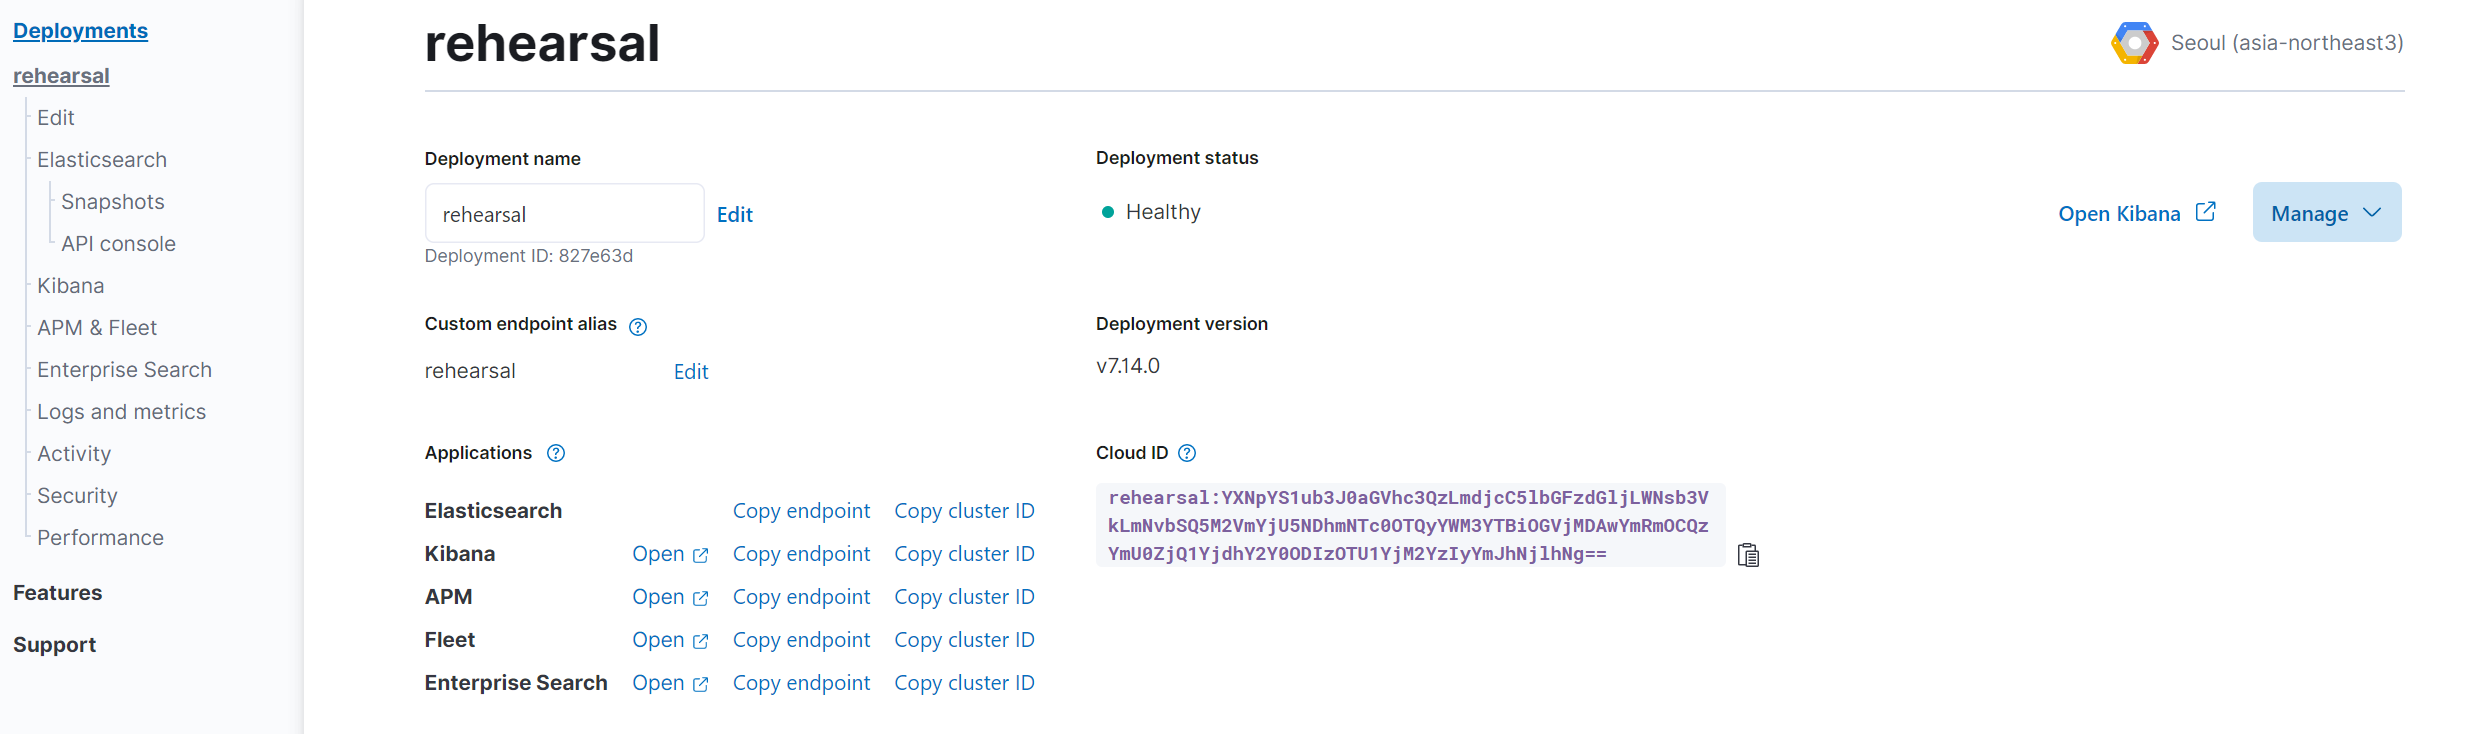 Deployments
rehearsal
Edit
Elasticsearch
Snapshots
API console
Kibana
APM & Fleet
Enterprise Search
Logs and metrics
Activity
Security
Performance
Features
Support
rehearsal
Seoul (asia-northeast3)
Deployment name
rehearsal Edit
Deployment ID: 827e63d
Deployment status
Healthy
Open Kibana Manage
Custom endpoint alias
rehearsal Edit
Deployment version
v7.14.0
Applications
Elasticsearch Copy endpoint Copy cluster ID
Kibana Open Copy endpoint Copy cluster ID
APM Open Copy endpoint Copy cluster ID
Fleet Open Copy endpoint Copy cluster ID
Enterprise Search Open Copy endpoint Copy cluster ID
Cloud ID
rehearsal:YXNpYS1ub3J0aGVhc3QzLmdjcC5lbGFzdGljLWNsb3V
kLmNvbSQ5M2VmYjU5NDhmNTc0OTQyYWM3YTBiOGVjMDAwYmRmOCQz
YmU0ZjQ1YjdhY2Y0ODIzOTU1YjM2YzIyYmJhNjlhNg==